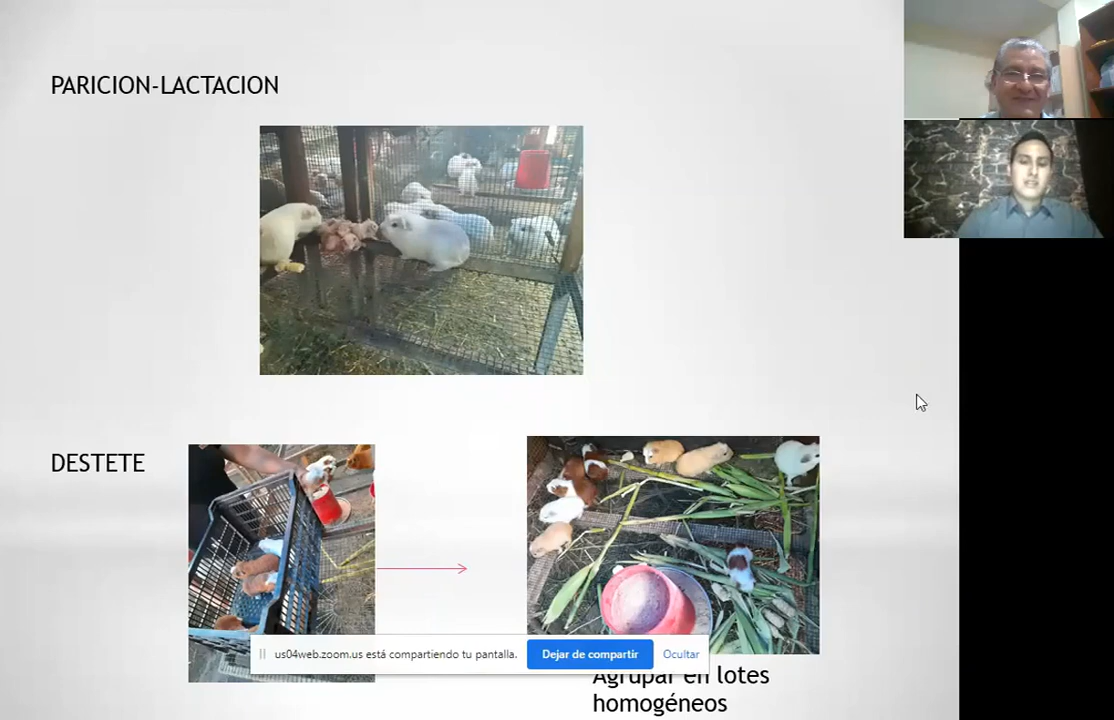 PARICION-LACTACION
DESTETE
us04web.zoom.us está compartiendo tu pantalla.
Dejar de compartir
Ocultar
Agrupar en lotes
homogéneos